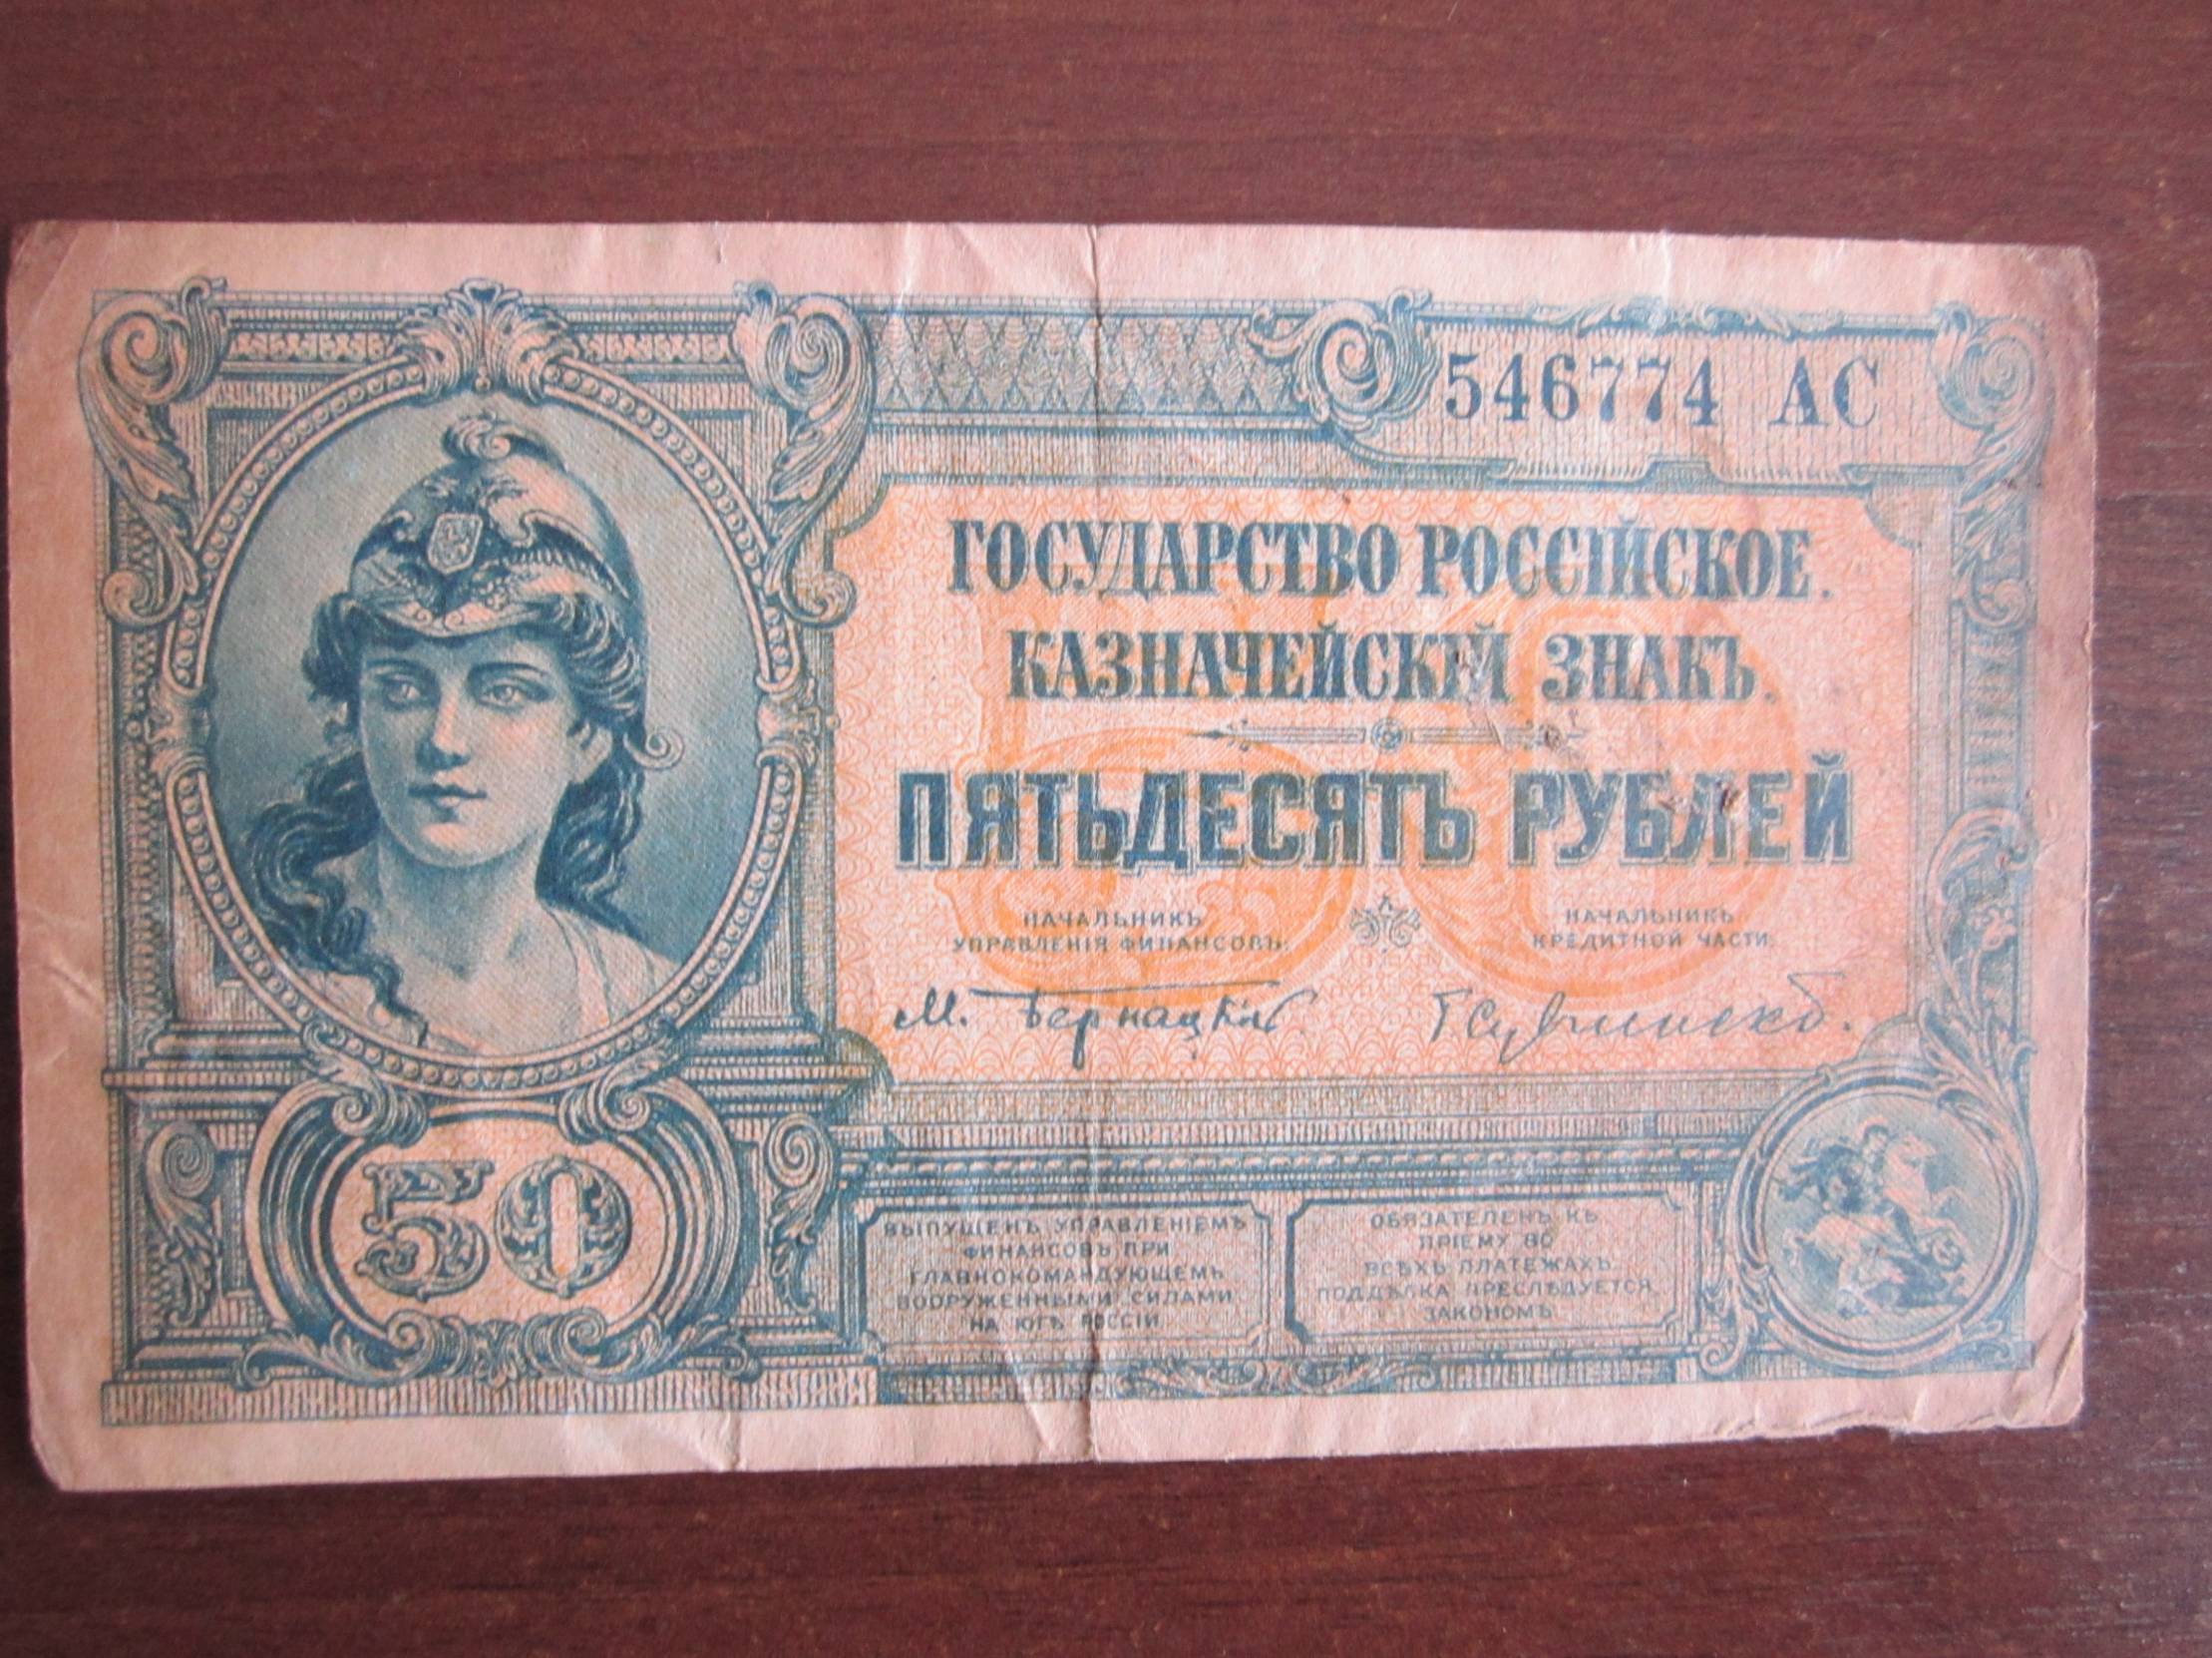 546774 АС
ГОСУДАРСТВО РОССІЙСКОЕ.
КАЗНАЧЕЙСКІЙ ЗНАКЪ.
ПЯТЬДЕСЯТЪ РУБЛЕЙ
НАЧАЛЬНИКЪ
УПРАВЛЕНІЯ ФИНАНСОВЪ:
НАЧАЛЬНИКЪ
КРЕДИТНОЙ ЧАСТИ:
М. Бернацкій
50
ВЫПУЩЕНЪ УПРАВЛЕНІЕМЪ
ФИНАНСОВЪ ПРИ
ГЛАВНОКОМАНДУЮЩЕМЪ
ВООРУЖЕННЫМИ СИЛАМИ
НА ЮГѢ РОССІИ
ОБЯЗАТЕЛЕНЪ КЪ
ПРІЕМУ ВО
ВСѢХЪ ПЛАТЕЖАХЪ.
ПОДДѢЛКА ПРЕСЛѢДУЕТСЯ
ЗАКОНОМЪ.